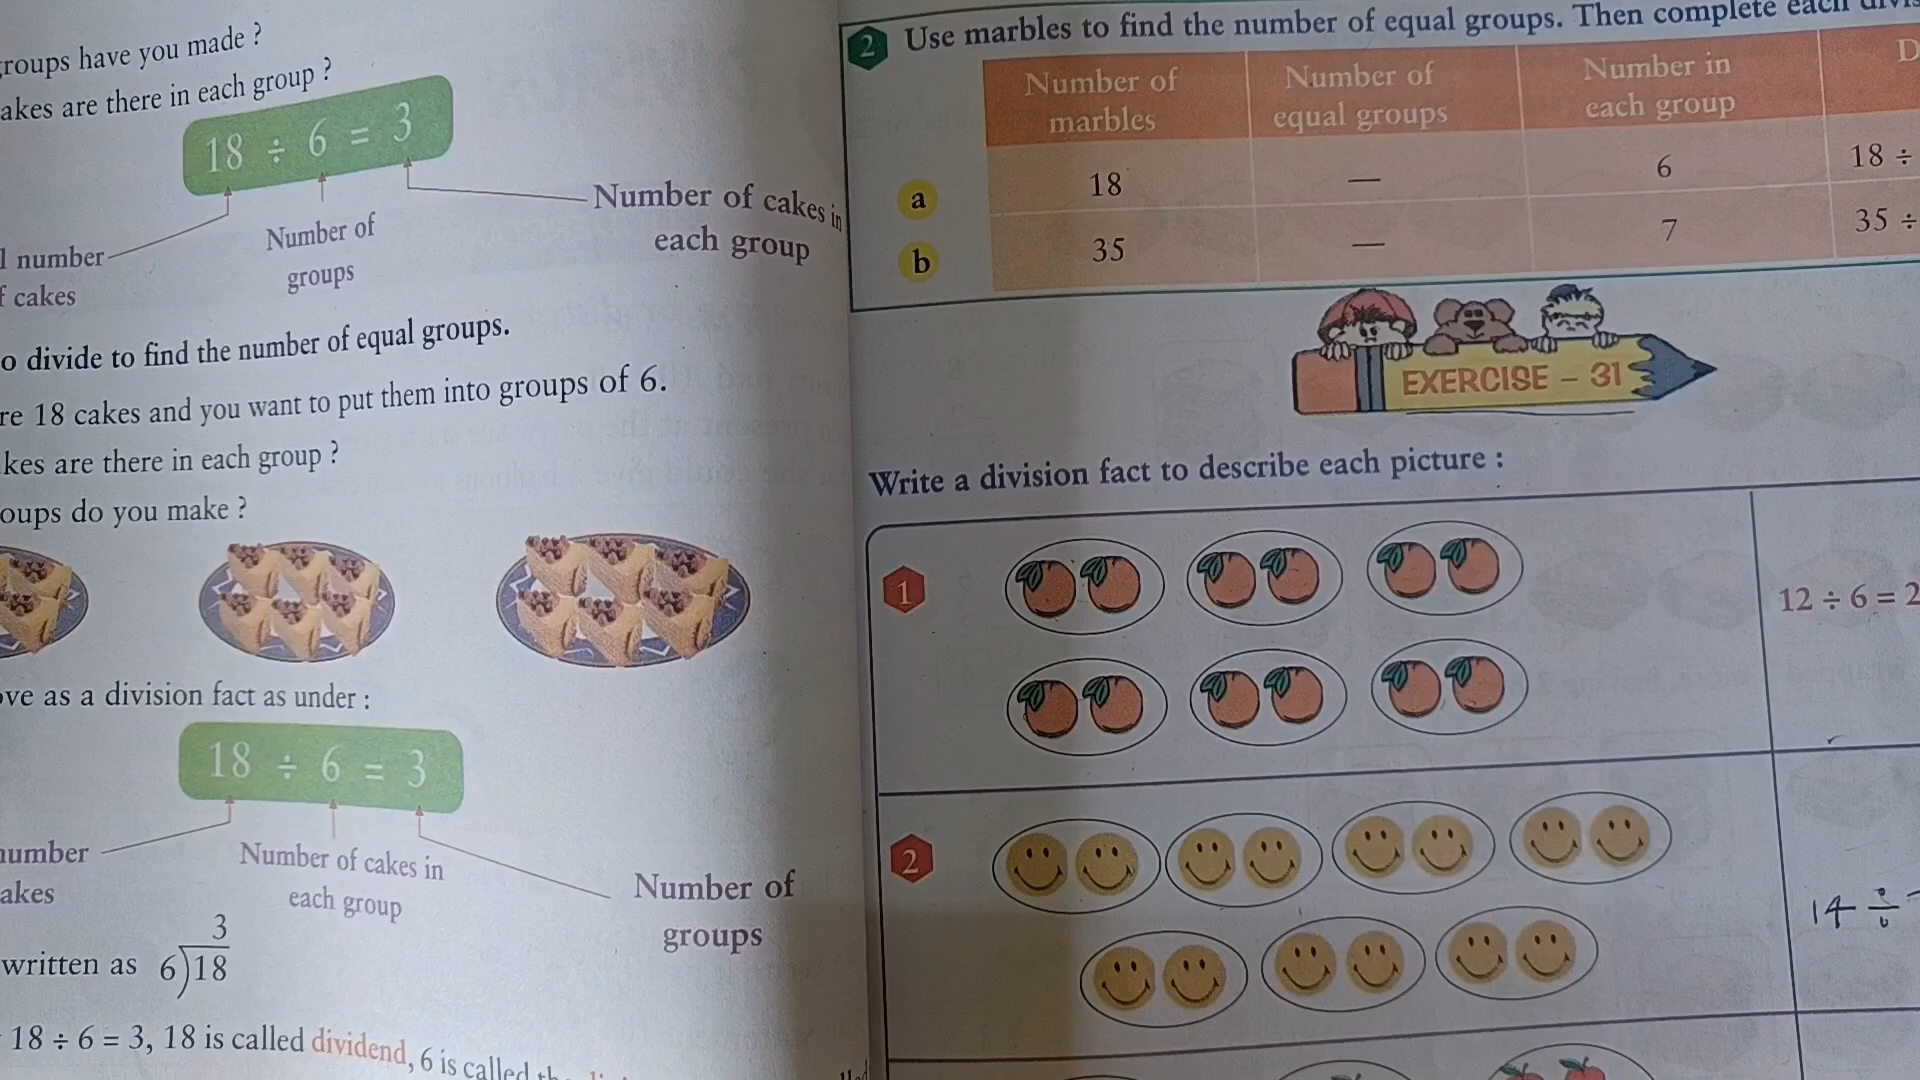 groups have you made ?
akes are there in each group ?
18 ÷ 6 = 3
number
cakes
Number of
groups
Number of cakes in
each group
o divide to find the number of equal groups.
re 18 cakes and you want to put them into groups of 6.
kes are there in each group ?
oups do you make ?
ve as a division fact as under :
18 ÷ 6 = 3
number
akes
Number of cakes in
each group
Number of
groups
3
written as 6)18
18 ÷ 6 = 3, 18 is called dividend, 6 is called
2 Use marbles to find the number of equal groups. Then complete each
Number of marbles Number of equal groups Number in each group D
a 18 — 6 18 ÷
b 35 — 7 35 ÷
EXERCISE – 31
Write a division fact to describe each picture :
1 12 ÷ 6 = 2
2 14 ÷